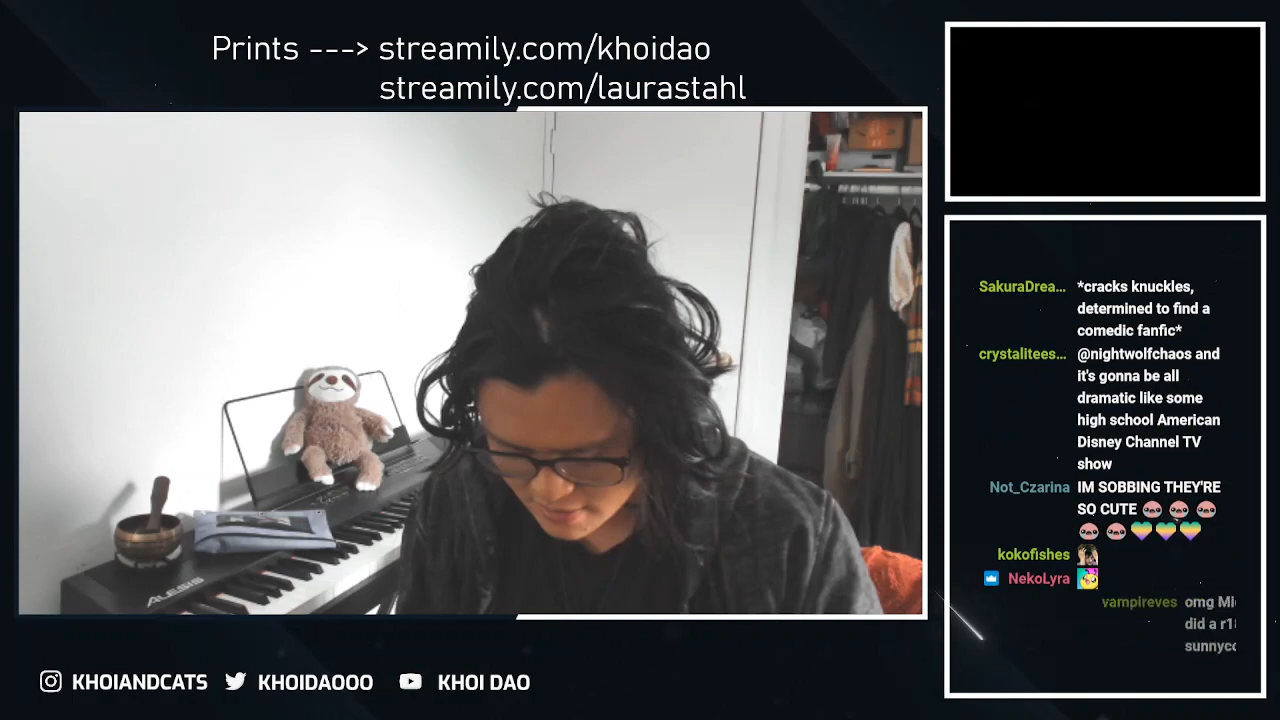 Prints ---> streamily.com/khoidao
streamily.com/laurastahl
SakuraDrea... *cracks knuckles,
determined to find a
comedic fanfic*
crystalitees... @nightwolfchaos and
it's gonna be all
dramatic like some
high school American
Disney Channel TV
show
Not_Czarina IM SOBBING THEY'RE
SO CUTE
kokofishes
NekoLyra
vampireves omg
did a
ALESIS
KHOIANDCATS KHOIDAOOO KHOI DAO